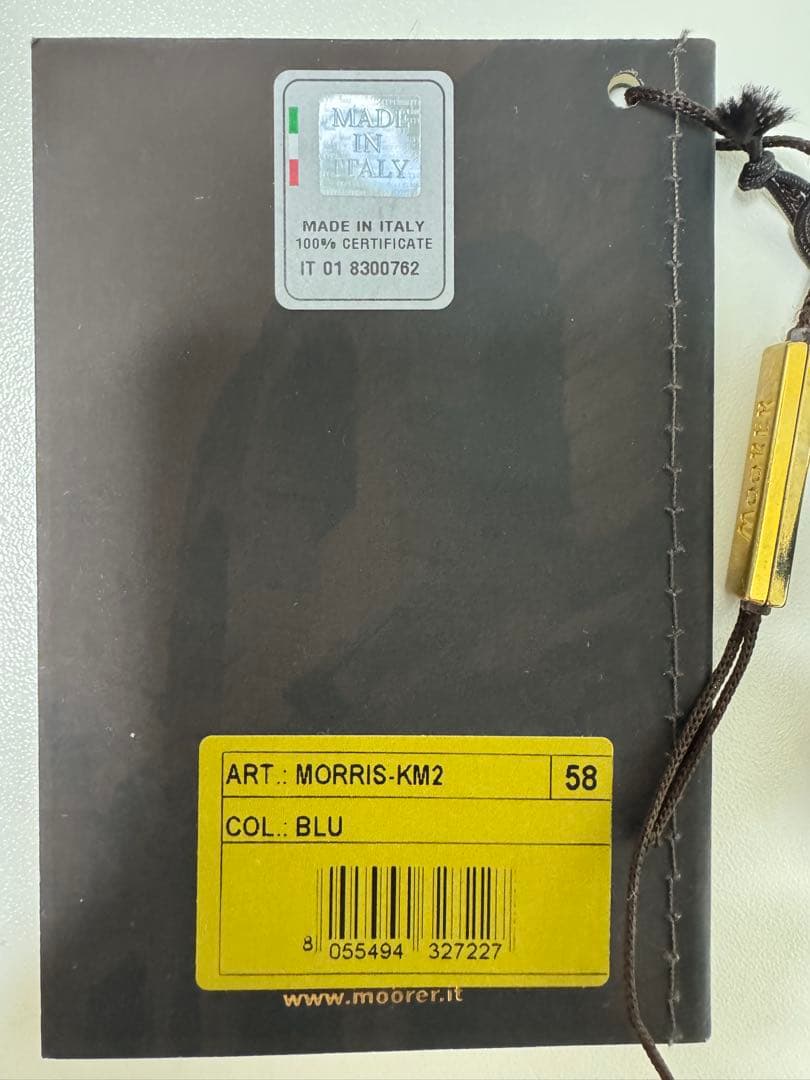 MADE
IN
ITALY
MADE IN ITALY
100% CERTIFICATE
IT 01 8300762
MooRER
ART.: MORRIS-KM2 58
COL.: BLU
8 055494 327227
www.moorer.it